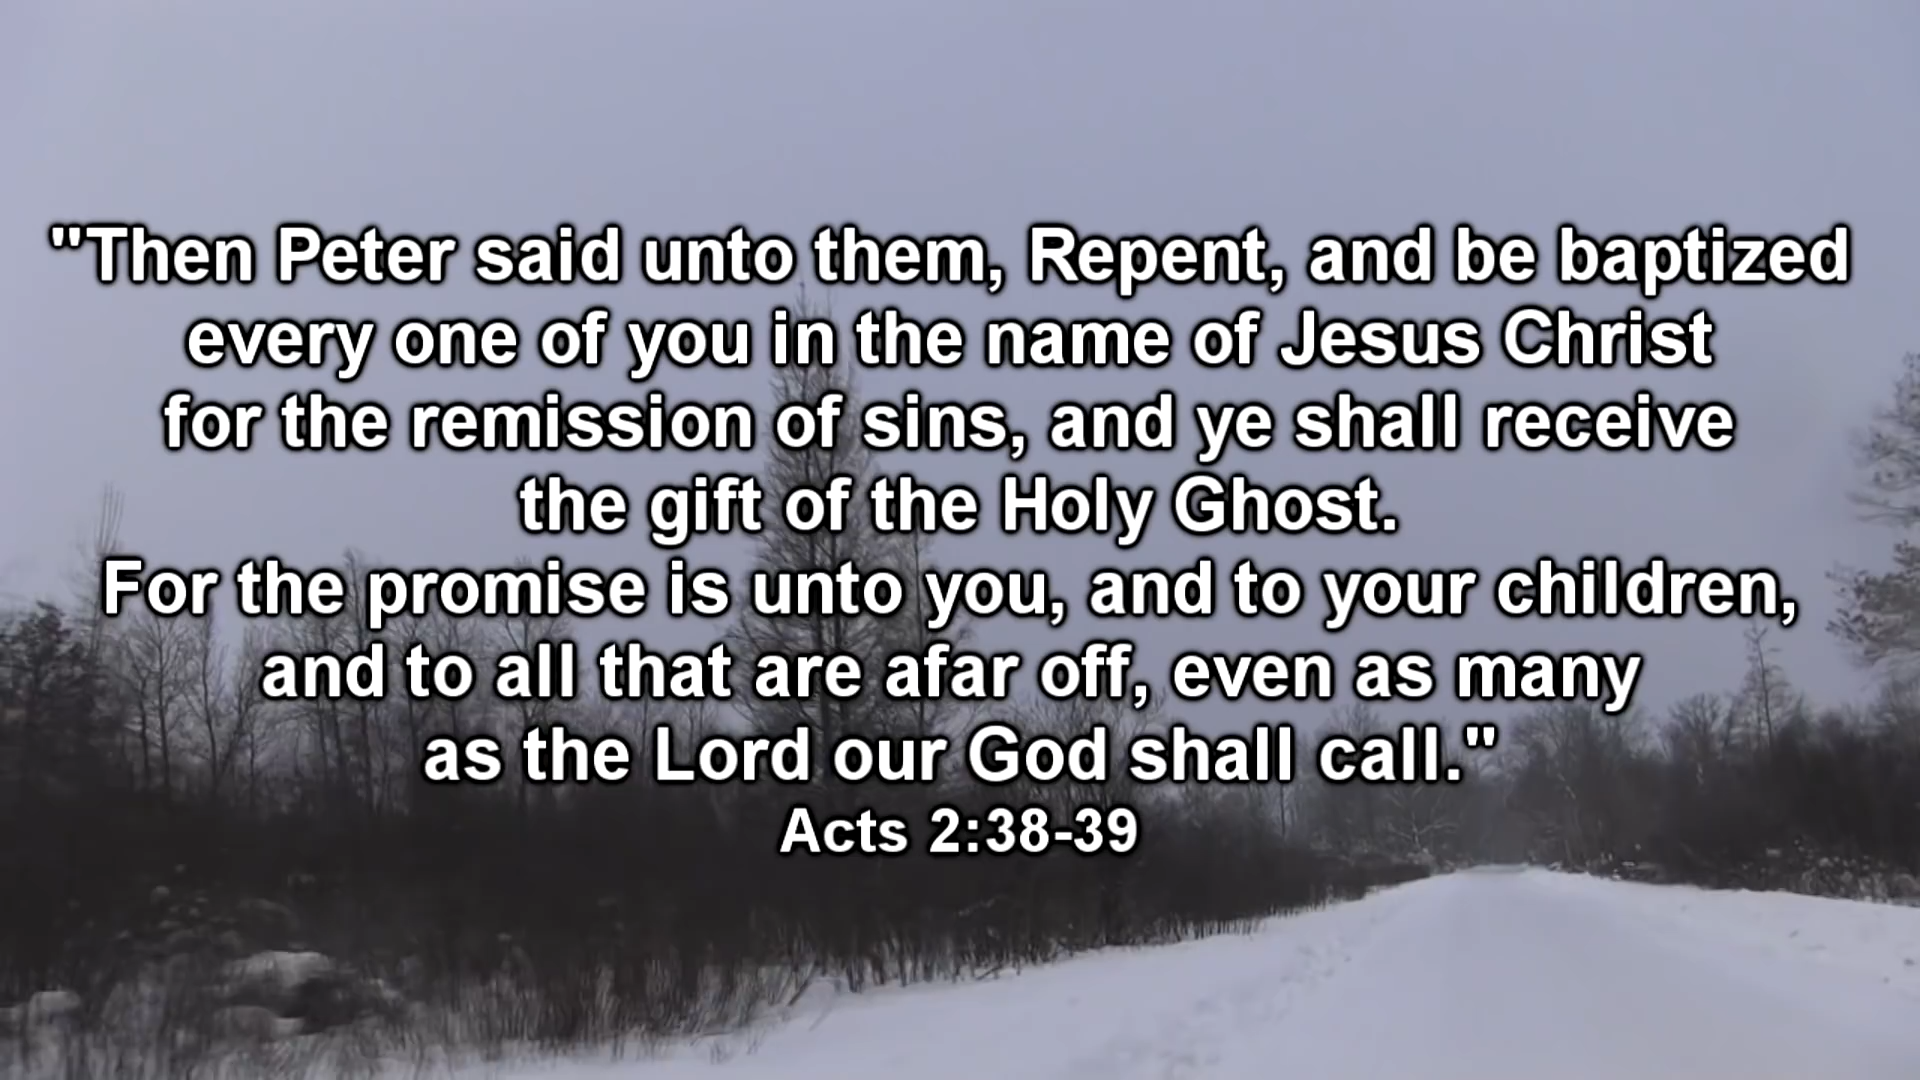 "Then Peter said unto them, Repent, and be baptized
every one of you in the name of Jesus Christ
for the remission of sins, and ye shall receive
the gift of the Holy Ghost.
For the promise is unto you, and to your children,
and to all that are afar off, even as many
as the Lord our God shall call."
Acts 2:38-39